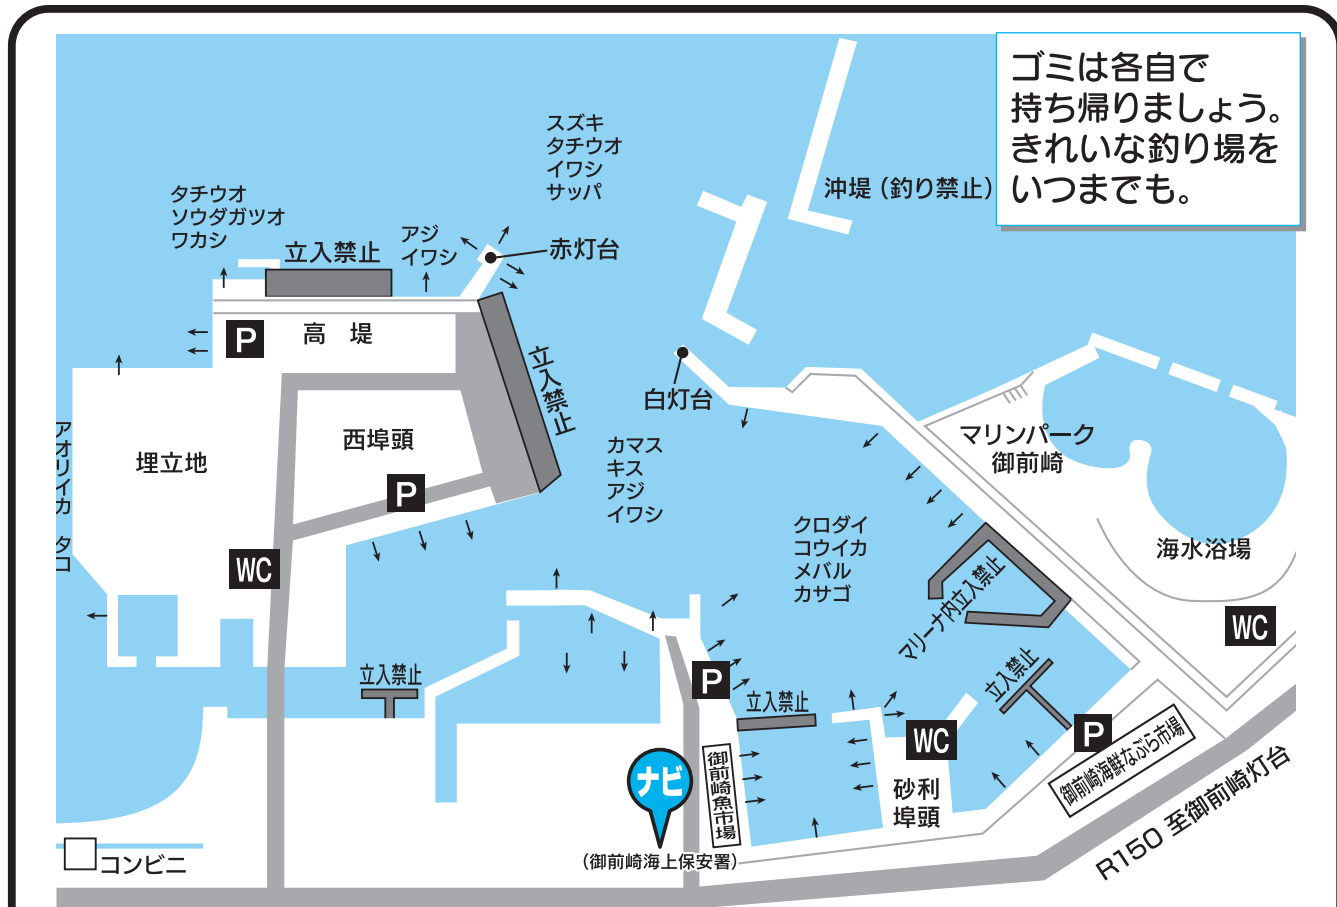 ゴミは各自で
持ち帰りましょう。
きれいな釣り場を
いつまでも。
スズキ
タチウオ
イワシ
サッパ
沖堤（釣り禁止）
タチウオ
ソウダガツオ
ワカシ
立入禁止
アジ
イワシ
赤灯台
P
高 堤
立入禁止
白灯台
アオリイカ タコ
埋立地
西埠頭
P
カマス
キス
アジ
イワシ
マリンパーク
御前崎
クロダイ
コウイカ
メバル
カサゴ
海水浴場
WC
マリーナ内立入禁止
WC
立入禁止
P
立入禁止
立入禁止
P
WC
御前崎海鮮なぶら市場
ナビ
御前崎魚市場
砂利
埠頭
(御前崎海上保安署)
コンビニ
R150 至御前崎灯台